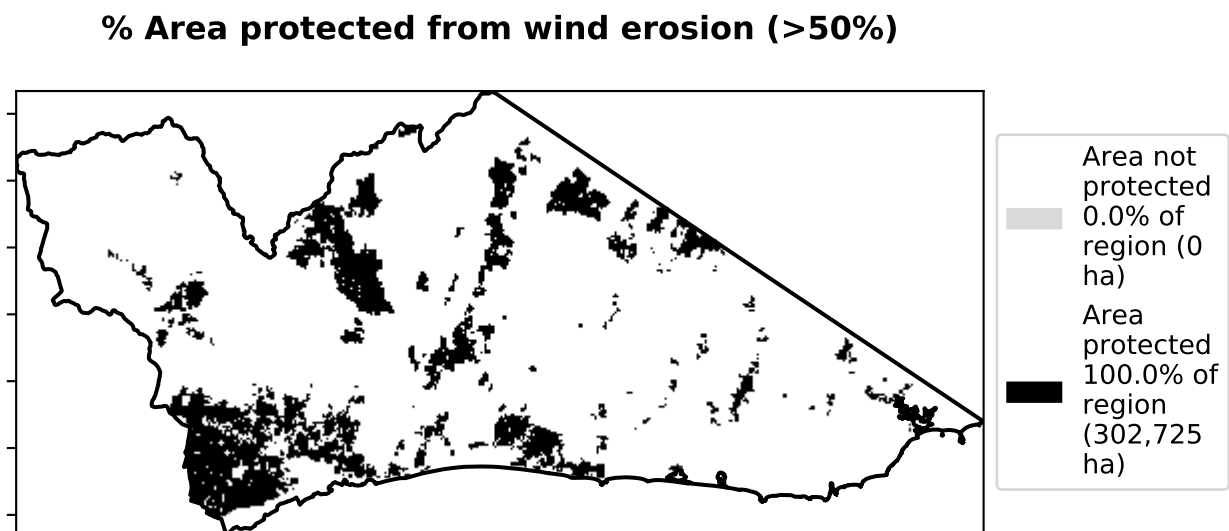 % Area protected from wind erosion (>50%)
Area not
protected
0.0% of
region (0
ha)
Area
protected
100.0% of
region
(302,725
ha)